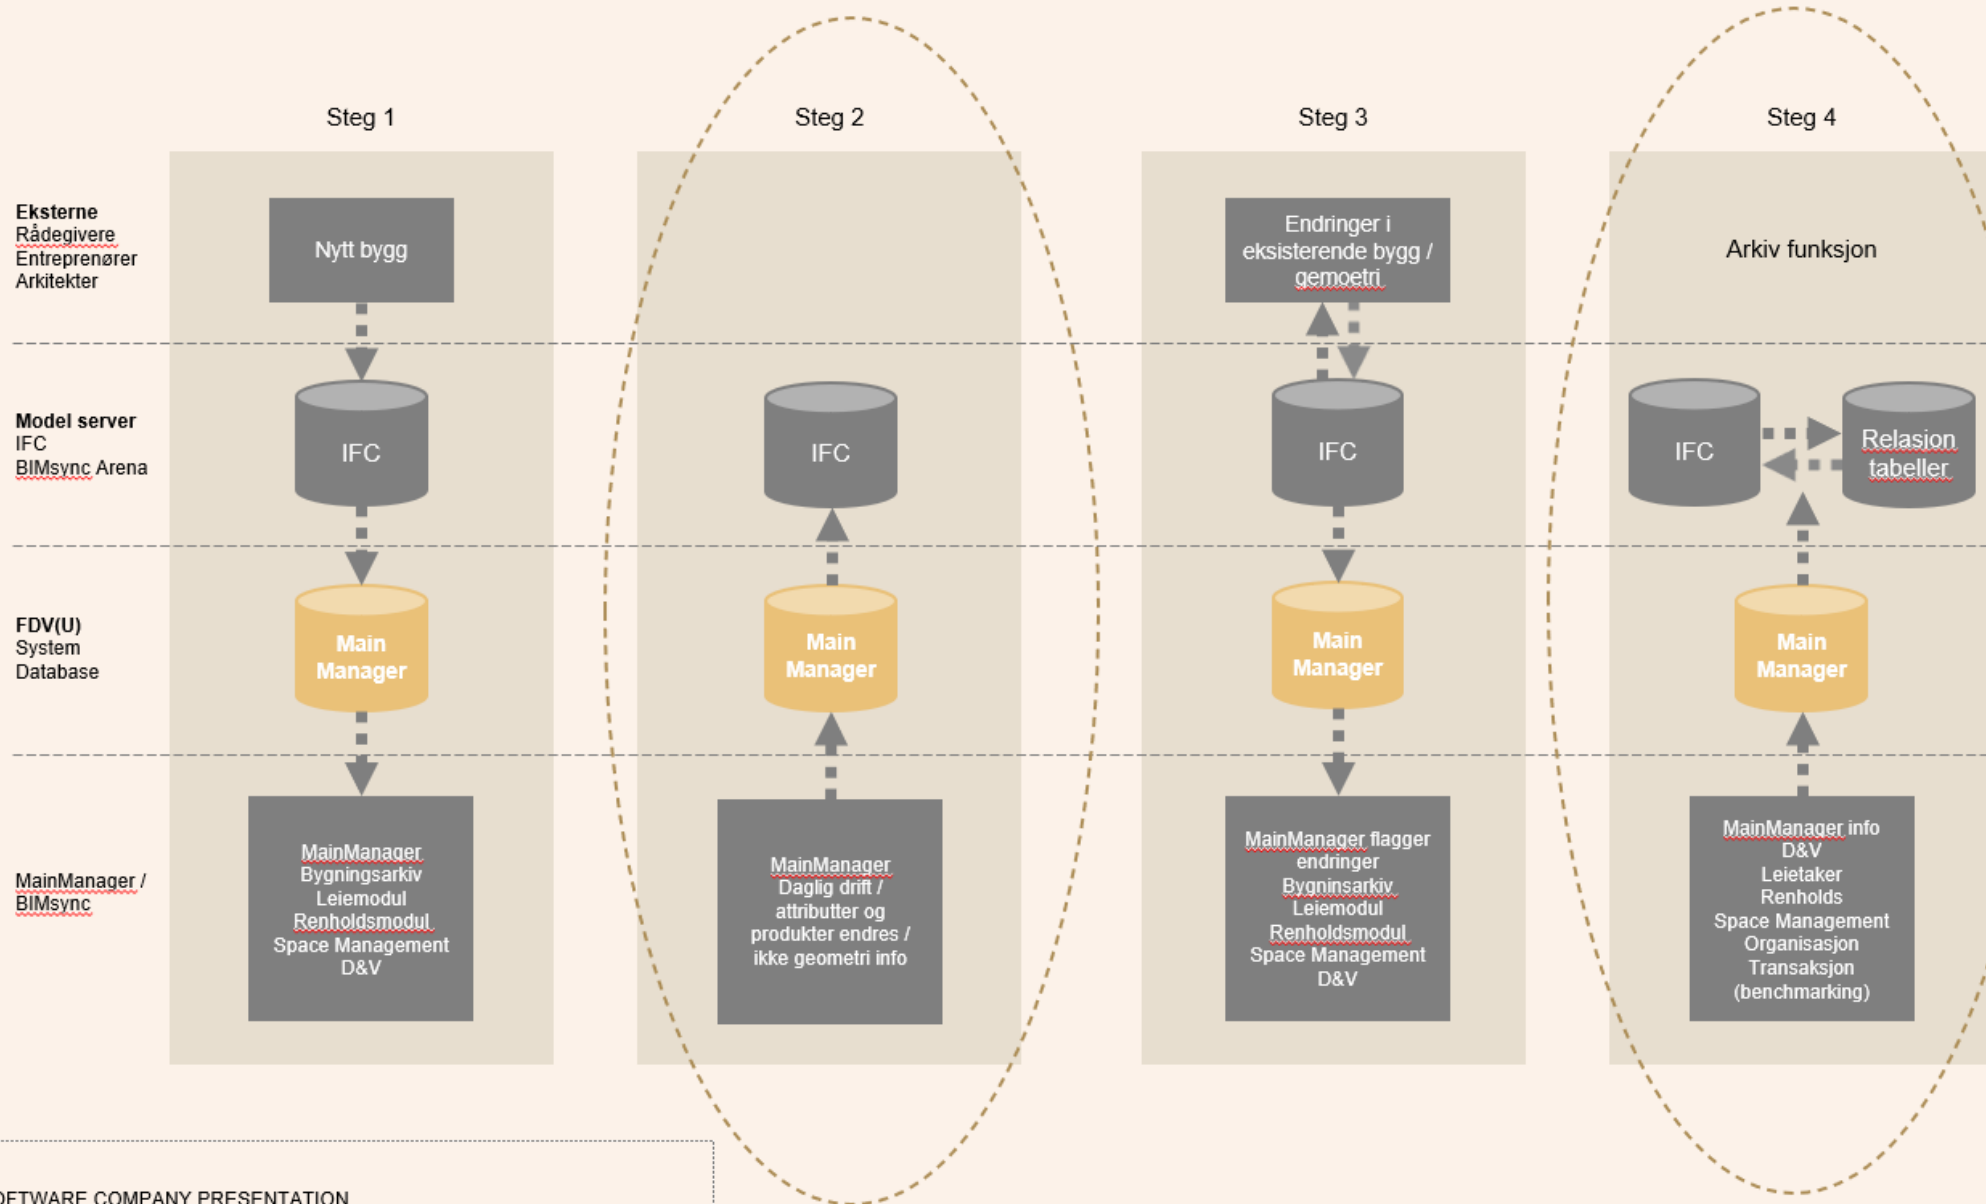 Steg 1
Steg 2
Steg 3
Steg 4
Eksterne
Rådegivere
Entreprenører
Arkitekter
Nytt bygg
Endringer i
eksisterende bygg /
gemoetri
Arkiv funksjon
Model server
IFC
BIMsync Arena
IFC
IFC
IFC
IFC
Relasjon
tabeller
FDV(U)
System
Database
Main
Manager
Main
Manager
Main
Manager
Main
Manager
MainManager /
BIMsync
MainManager
Bygningsarkiv
Leiemodul
Renholdsmodul
Space Management
D&V
MainManager
Daglig drift /
attributter og
produkter endres /
ikke geometri info
MainManager flagger
endringer
Bygninsarkiv
Leiemodul
Renholdsmodul
Space Management
D&V
MainManager info
D&V
Leietaker
Renholds
Space Management
Organisasjon
Transaksjon
(benchmarking)
OFTWARE COMPANY PRESENTATION